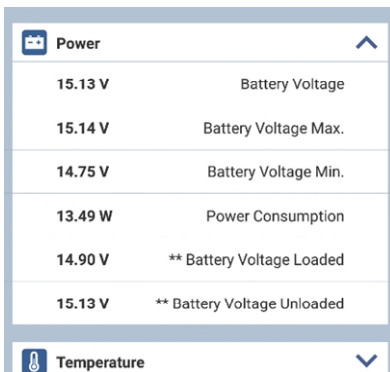 Power
15.13 V Battery Voltage
15.14 V Battery Voltage Max.
14.75 V Battery Voltage Min.
13.49 W Power Consumption
14.90 V ** Battery Voltage Loaded
15.13 V ** Battery Voltage Unloaded
Temperature